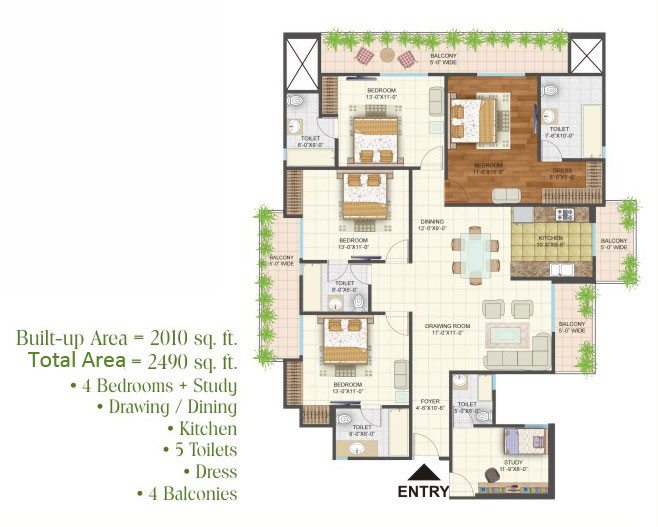 BALCONY
5'-0" WIDE
BEDROOM
13'-0"X11'-0"
TOILET
6'-0"X9'-0"
BEDROOM
11'-0"X15'-6"
TOILET
7'-6"X10'-0"
DRESS
8'-0"X5'-0"
BEDROOM
13'-0"X11'-0"
DINNING
12'-0"X9'-0"
KITCHEN
10'-0"X8'-6"
BALCONY
5'-0" WIDE
BALCONY
5'-0" WIDE
TOILET
8'-0"X6'-0"
DRAWING ROOM
17'-0"X11'-0"
BALCONY
5'-0" WIDE
BEDROOM
13'-0"X11'-0"
FOYER
4'-6"X10'-6"
TOILET
5'-0"X6'-0"
TOILET
9'-0"X6'-0"
STUDY
11'-9"X8'-0"
ENTRY
Built-up Area = 2010 sq. ft.
Total Area = 2490 sq. ft.
• 4 Bedrooms + Study
• Drawing / Dining
• Kitchen
• 5 Toilets
• Dress
• 4 Balconies